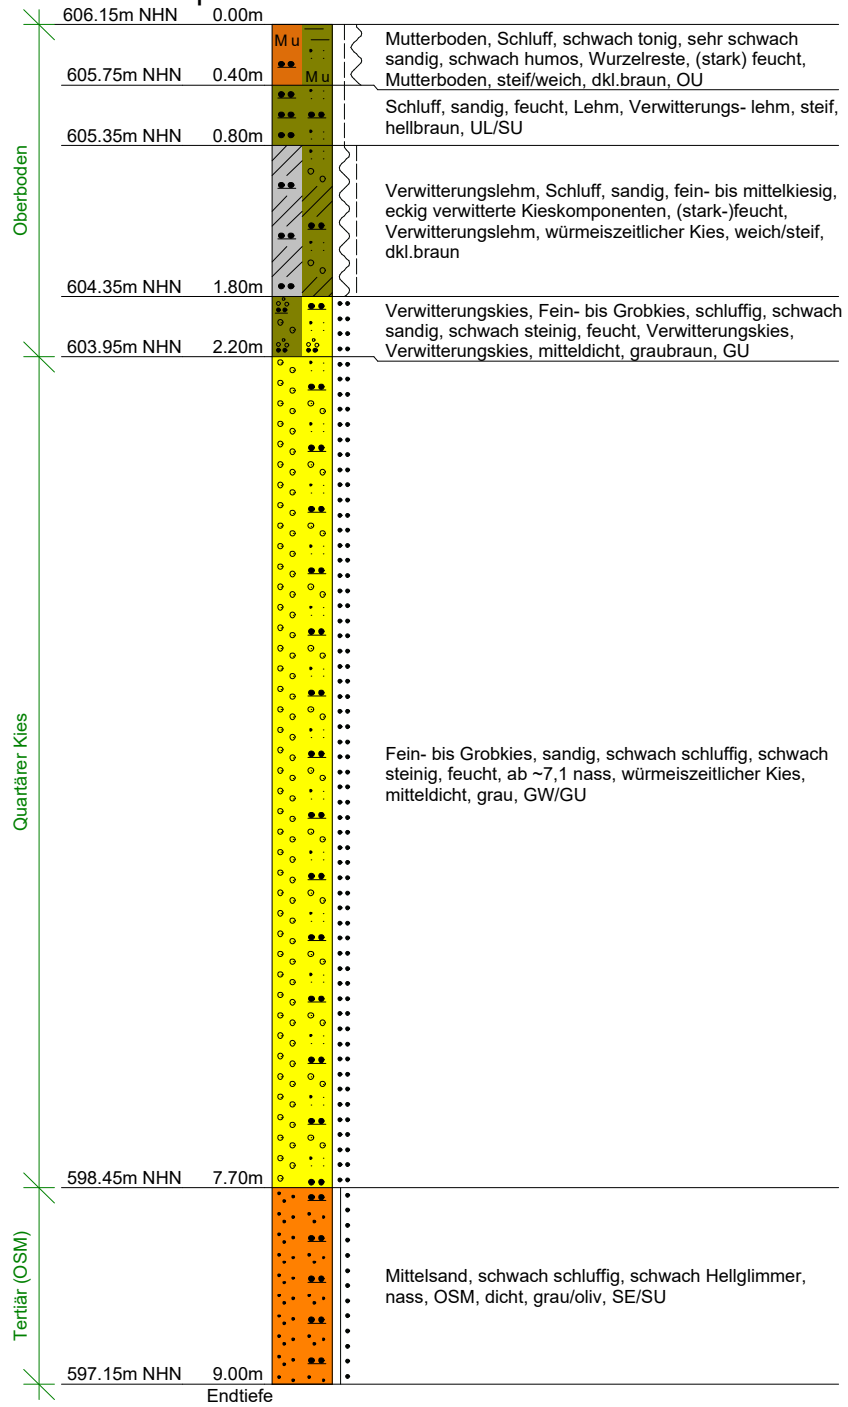 606.15m NHN 0.00m
Mu
Mutterboden, Schluff, schwach tonig, sehr schwach
sandig, schwach humos, Wurzelreste, (stark) feucht,
Mutterboden, steif/weich, dkl.braun, OU
605.75m NHN 0.40m
Mu
Schluff, sandig, feucht, Lehm, Verwitterungs- lehm, steif,
hellbraun, UL/SU
605.35m NHN 0.80m
Oberboden
Verwitterungslehm, Schluff, sandig, fein- bis mittelkiesig,
eckig verwitterte Kieskomponenten, (stark-)feucht,
Verwitterungslehm, würmeiszeitlicher Kies, weich/steif,
dkl.braun
604.35m NHN 1.80m
Verwitterungskies, Fein- bis Grobkies, schluffig, schwach
sandig, schwach steinig, feucht, Verwitterungskies,
Verwitterungskies, mitteldicht, graubraun, GU
603.95m NHN 2.20m
Quartärer Kies
Fein- bis Grobkies, sandig, schwach schluffig, schwach
steinig, feucht, ab ~7,1 nass, würmeiszeitlicher Kies,
mitteldicht, grau, GW/GU
598.45m NHN 7.70m
Tertiär (OSM)
Mittelsand, schwach schluffig, schwach Hellglimmer,
nass, OSM, dicht, grau/oliv, SE/SU
597.15m NHN 9.00m
Endtiefe